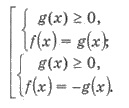 g(x) ≥ 0,
f(x) = g(x);
g(x) ≥ 0,
f(x) = −g(x).